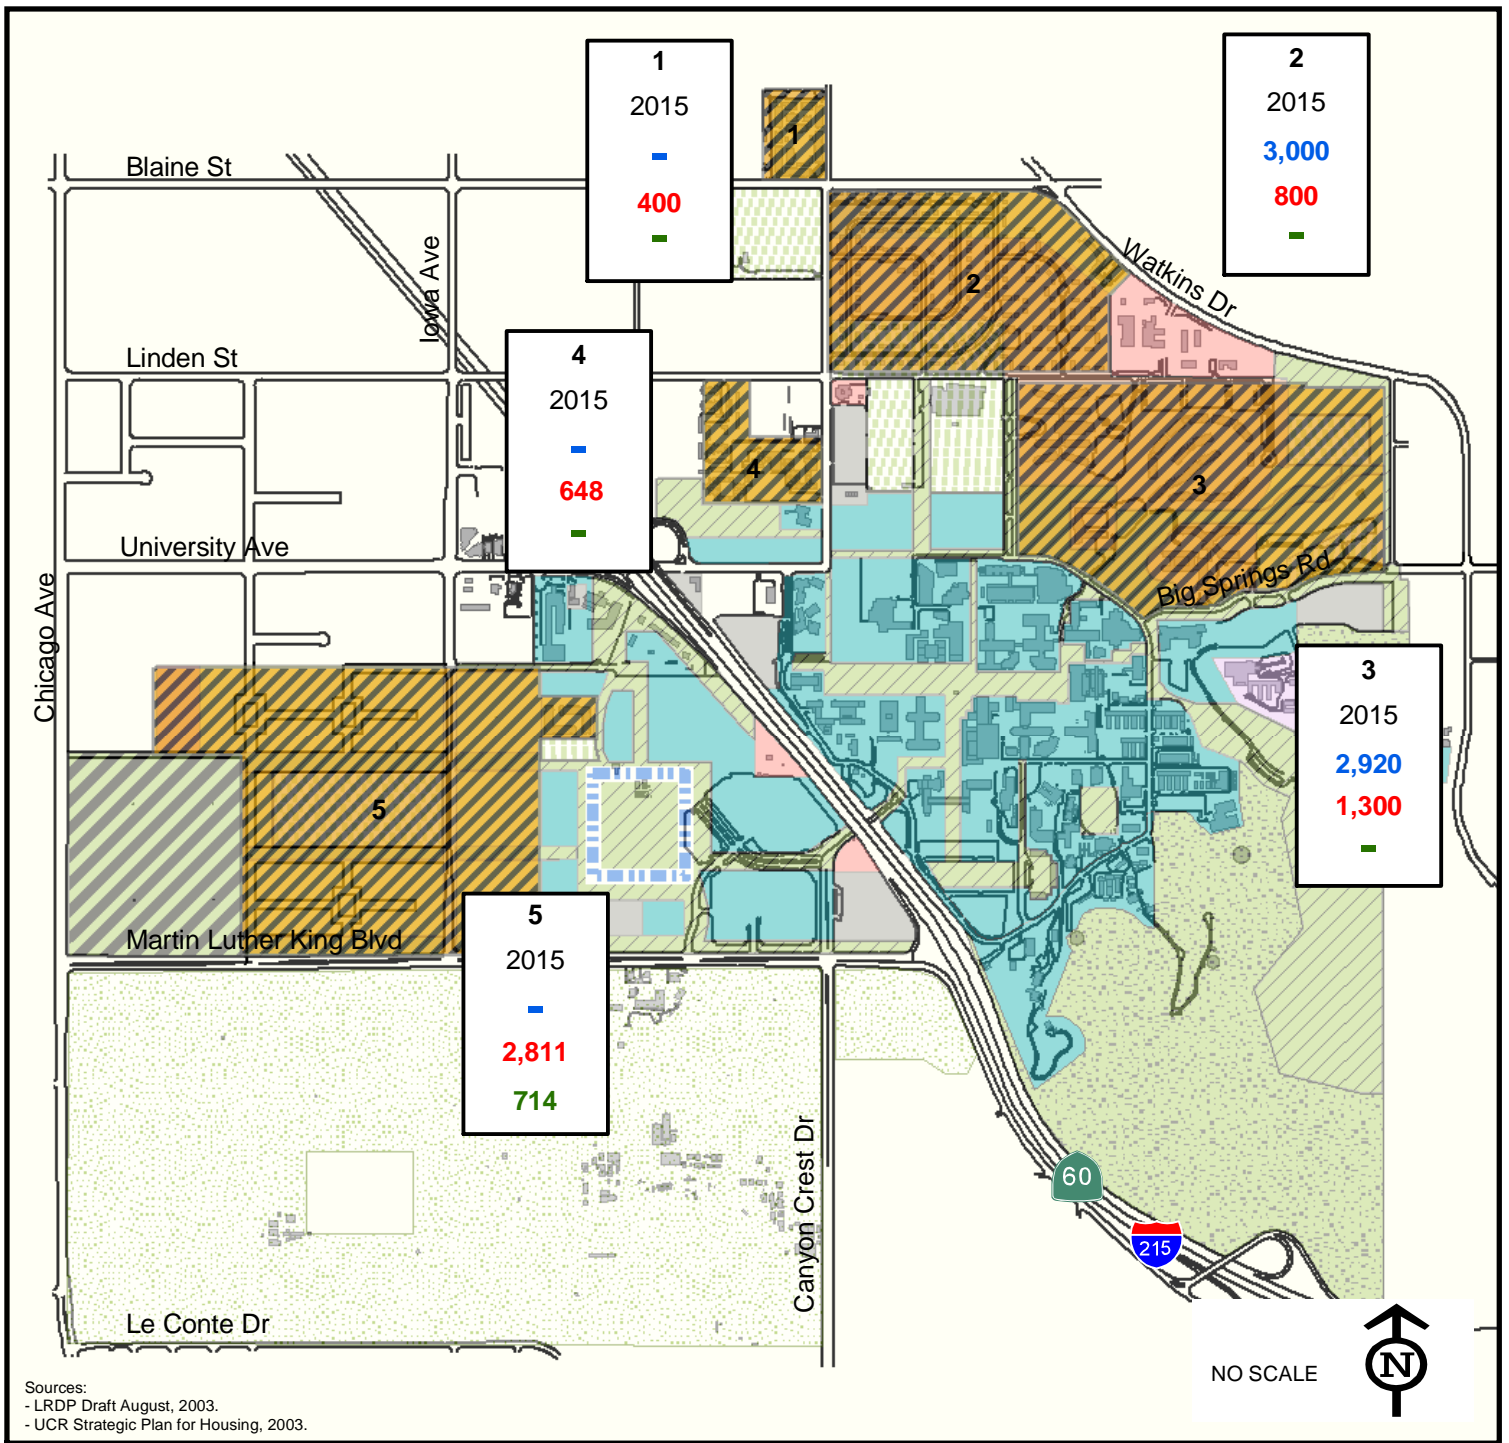 1
2015
-
400
-
2
2015
3,000
800
-
1
Blaine St
Iowa Ave
2
Watkins Dr
Linden St
4
2015
-
648
-
4
3
University Ave
Big Springs Rd
Chicago Ave
3
2015
2,920
1,300
-
5
5
2015
-
2,811
714
Martin Luther King Blvd
Canyon Crest Dr
60
215
Le Conte Dr
NO SCALE
N
Sources:
- LRDP Draft August, 2003.
- UCR Strategic Plan for Housing, 2003.